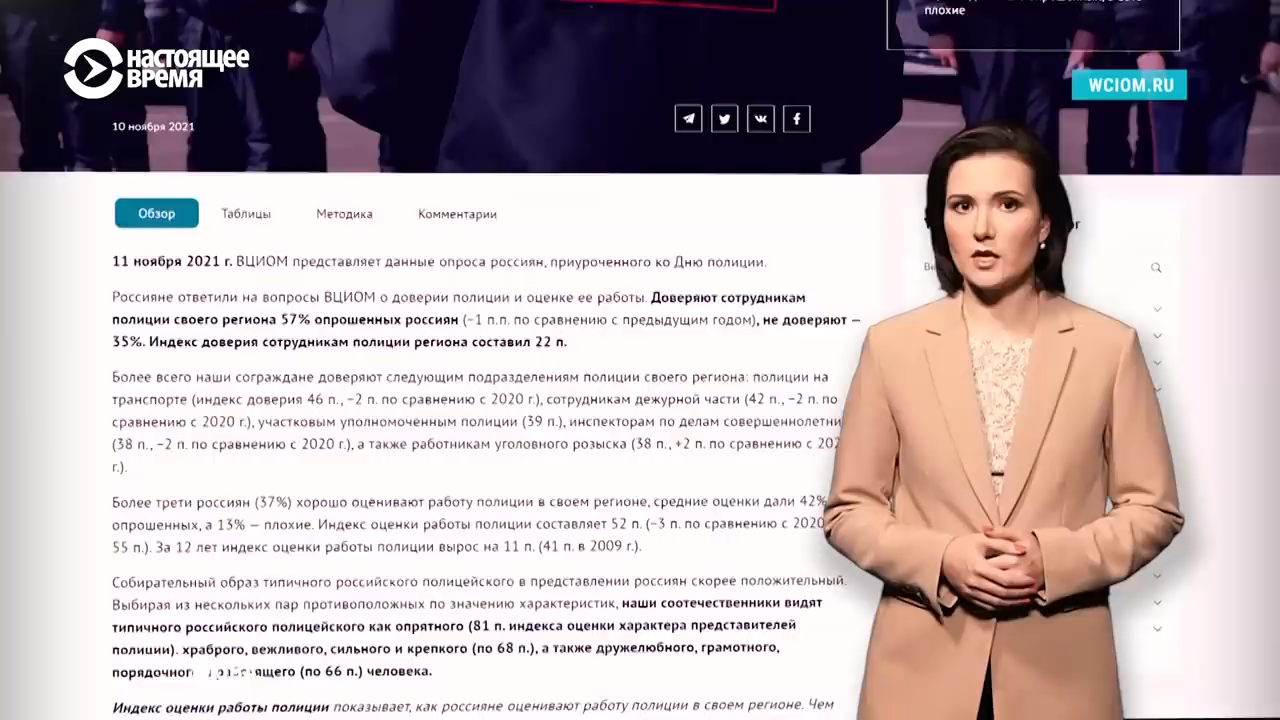 плохие
НАСТОЯЩЕЕ
ВРЕМЯ
WCIOM.RU
10 ноября 2021
Обзор Таблицы Методика Комментарии
11 ноября 2021 г. ВЦИОМ представляет данные опроса россиян, приуроченного ко Дню полиции.
Россияне ответили на вопросы ВЦИОМ о доверии полиции и оценке ее работы. Доверяют сотрудникам
полиции своего региона 57% опрошенных россиян (−1 п.п. по сравнению с предыдущим годом), не доверяют —
35%. Индекс доверия сотрудникам полиции региона составил 22 п.
Более всего наши сограждане доверяют следующим подразделениям полиции своего региона: полиции на
транспорте (индекс доверия 46 п., −2 п. по сравнению с 2020 г.), сотрудникам дежурной части (42 п., −2 п. по
сравнению с 2020 г.), участковым уполномоченным полиции (39 п.), инспекторам по делам совершеннолетни
(38 п., −2 п. по сравнению с 2020 г.), а также работникам уголовного розыска (38 п., +2 п. по сравнению с 202
г.).
Более трети россиян (37%) хорошо оценивают работу полиции в своем регионе, средние оценки дали 42%
опрошенных, а 13% — плохие. Индекс оценки работы полиции составляет 52 п. (−3 п. по сравнению с 2020
55 п.). За 12 лет индекс оценки работы полиции вырос на 11 п. (41 п. в 2009 г.).
Собирательный образ типичного российского полицейского в представлении россиян скорее положительный.
Выбирая из нескольких пар противоположных по значению характеристик, наши соотечественники видят
типичного российского полицейского как опрятного (81 п. индекса оценки характера представителей
полиции). храброго, вежливого, сильного и крепкого (по 68 п.), а также дружелюбного, грамотного,
(по 66 п.) человека.
Индекс оценки работы полиции показывает, как россияне оценивают работу полиции в своем регионе. Чем